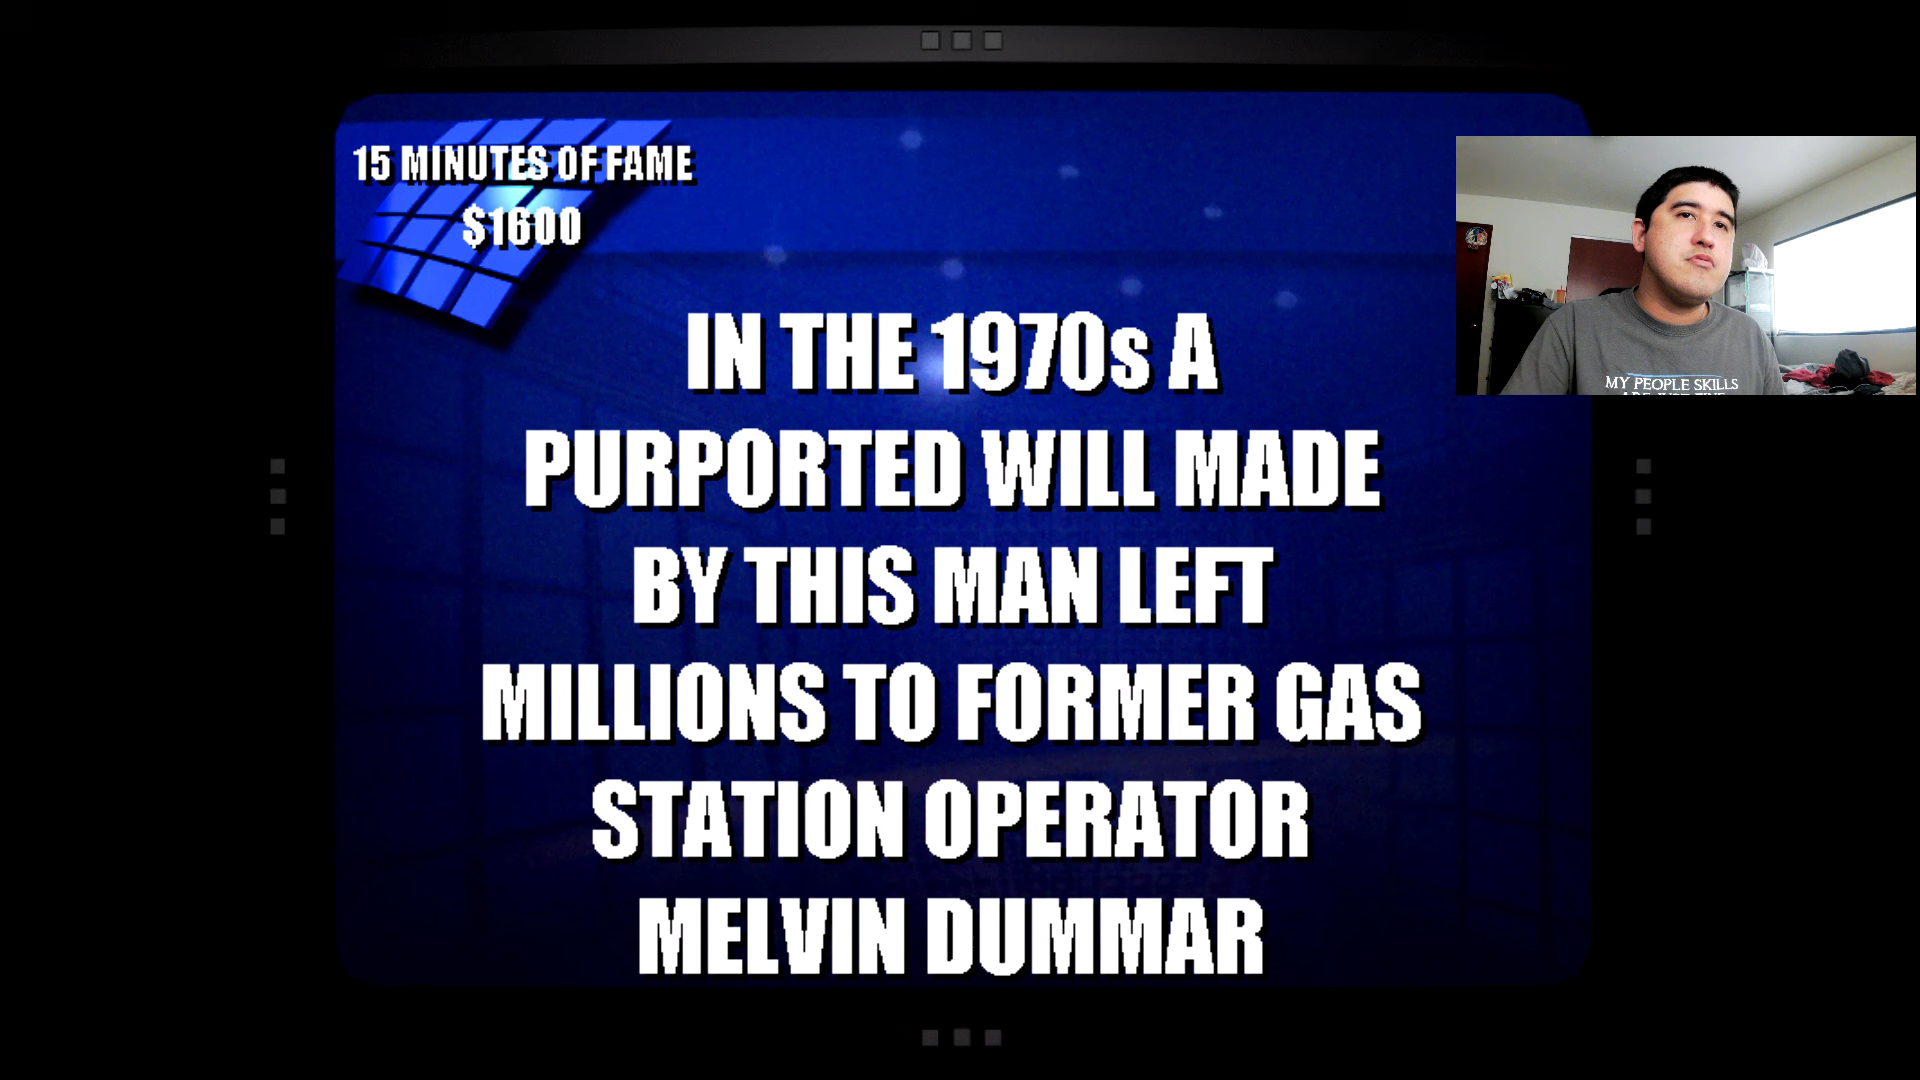 15 MINUTES OF FAME
$1600
IN THE 1970s A
PURPORTED WILL MADE
BY THIS MAN LEFT
MILLIONS TO FORMER GAS
STATION OPERATOR
MELVIN DUMMAR
MY PEOPLE SKILLS